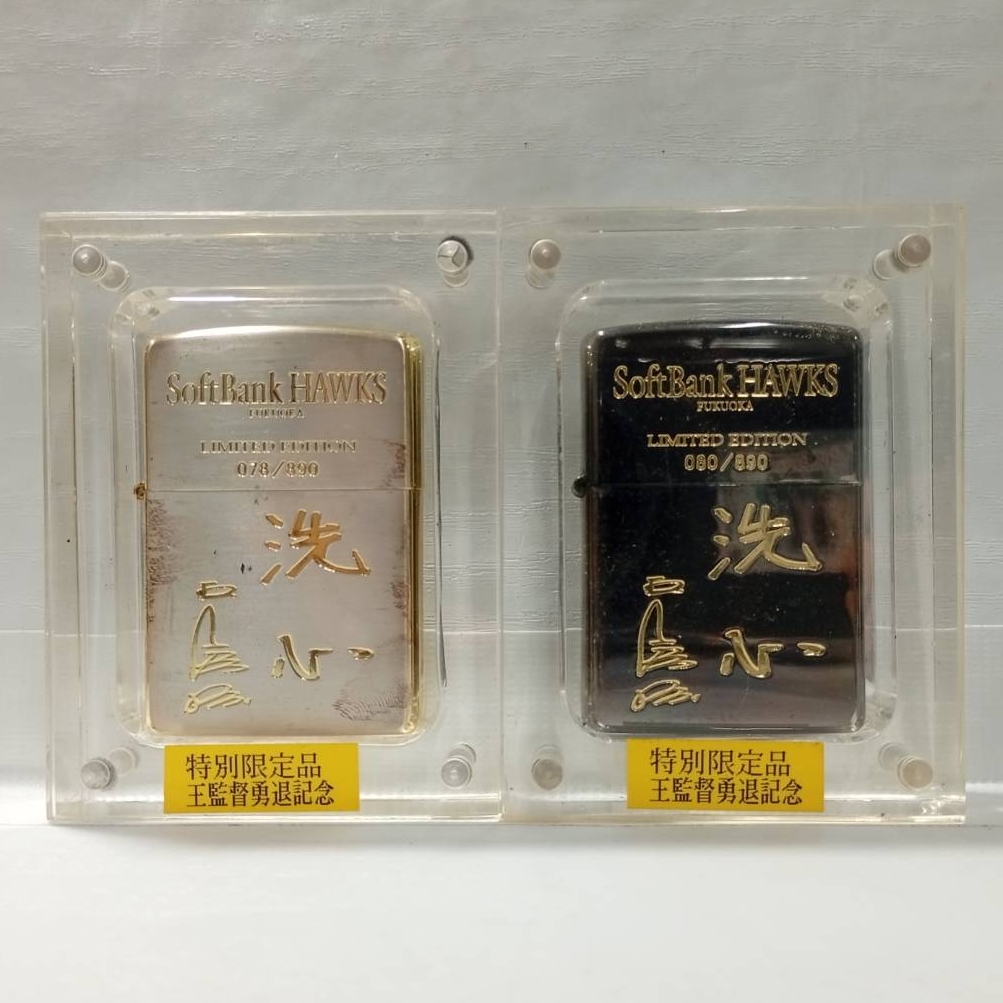 SoftBank HAWKS
FUKUOKA
LIMITED EDITION
078/890
洗
心
特別限定品
王監督勇退記念
SoftBank HAWKS
FUKUOKA
LIMITED EDITION
080/890
洗
心
特別限定品
王監督勇退記念